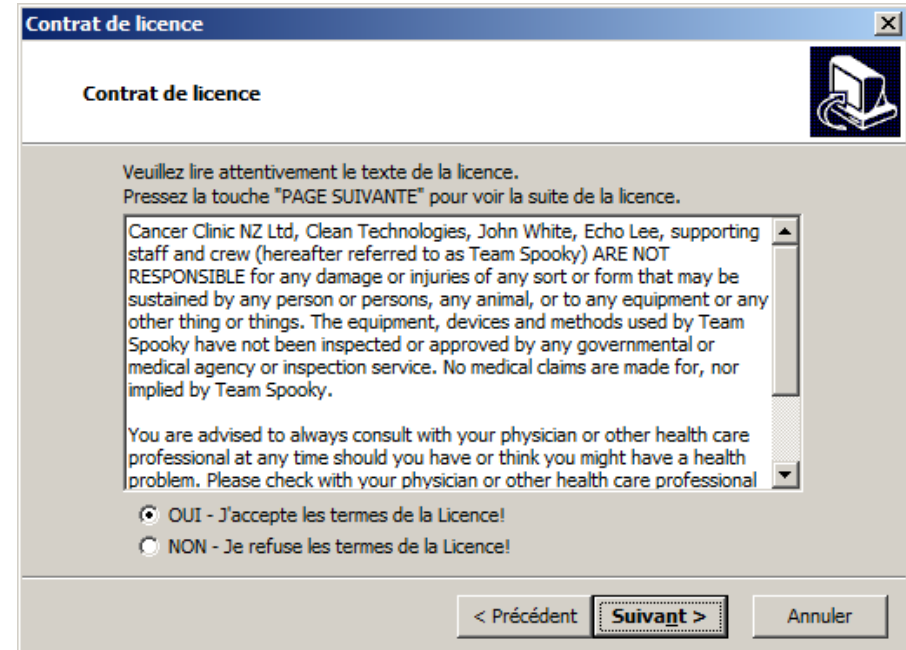 Contrat de licence
Contrat de licence
Veuillez lire attentivement le texte de la licence.
Pressez la touche "PAGE SUIVANTE" pour voir la suite de la licence.
Cancer Clinic NZ Ltd, Clean Technologies, John White, Echo Lee, supporting
staff and crew (hereafter referred to as Team Spooky) ARE NOT
RESPONSIBLE for any damage or injuries of any sort or form that may be
sustained by any person or persons, any animal, or to any equipment or any
other thing or things. The equipment, devices and methods used by Team
Spooky have not been inspected or approved by any governmental or
medical agency or inspection service. No medical claims are made for, nor
implied by Team Spooky.
You are advised to always consult with your physician or other health care
professional at any time should you have or think you might have a health
problem. Please check with your physician or other health care professional
OUI - J'accepte les termes de la Licence!
NON - Je refuse les termes de la Licence!
< Précédent Suivant > Annuler